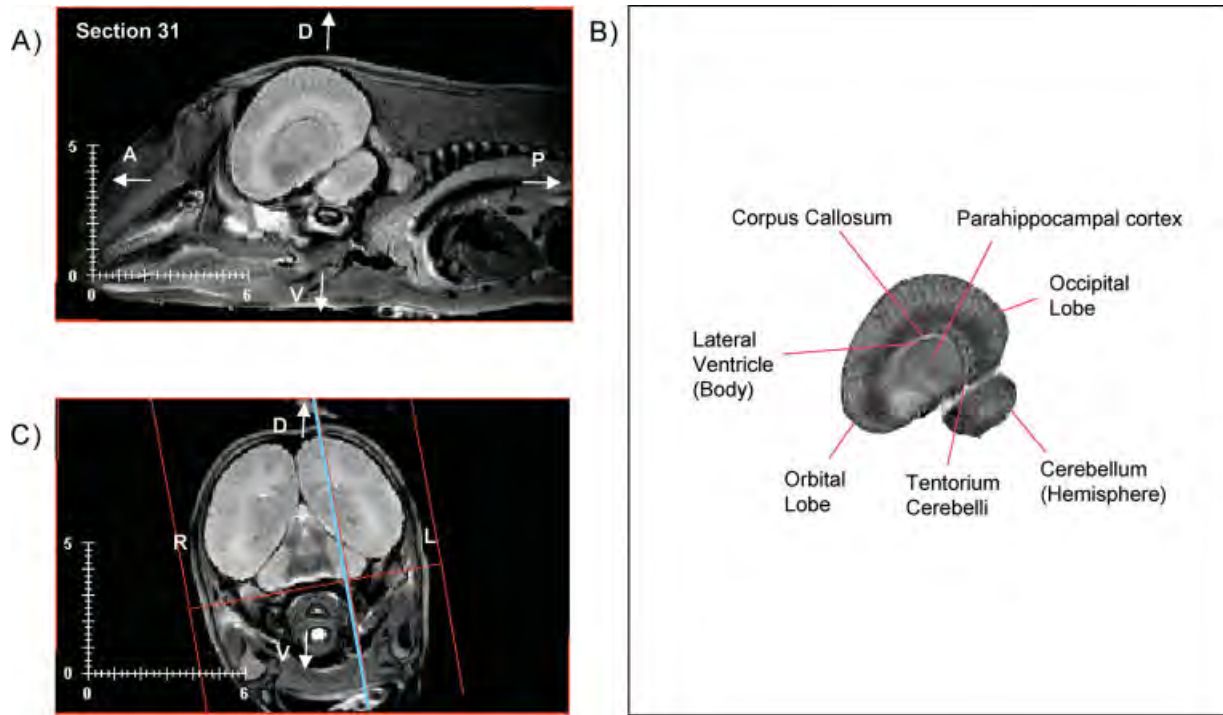 A)
Section 31
D
A
P
V
5
0
0
6
B)
Corpus Callosum
Parahippocampal cortex
Occipital
Lobe
Lateral
Ventricle
(Body)
Orbital
Lobe
Tentorium
Cerebelli
Cerebellum
(Hemisphere)
C)
D
R
L
V
5
0
0
6